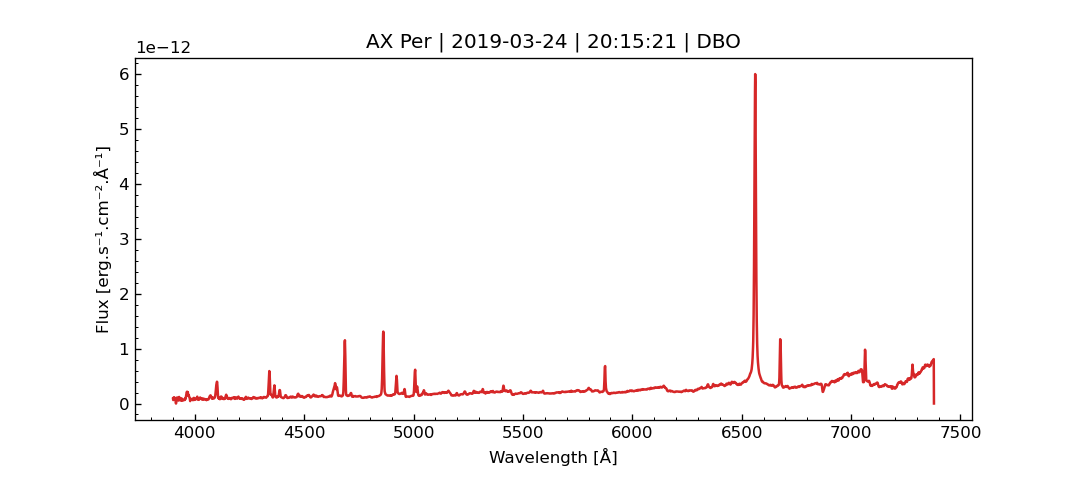 AX Per | 2019-03-24 | 20:15:21 | DBO
1e−12
6
5
4
3
2
1
0
Flux [erg.s⁻¹.cm⁻².Å⁻¹]
4000 4500 5000 5500 6000 6500 7000 7500
Wavelength [Å]